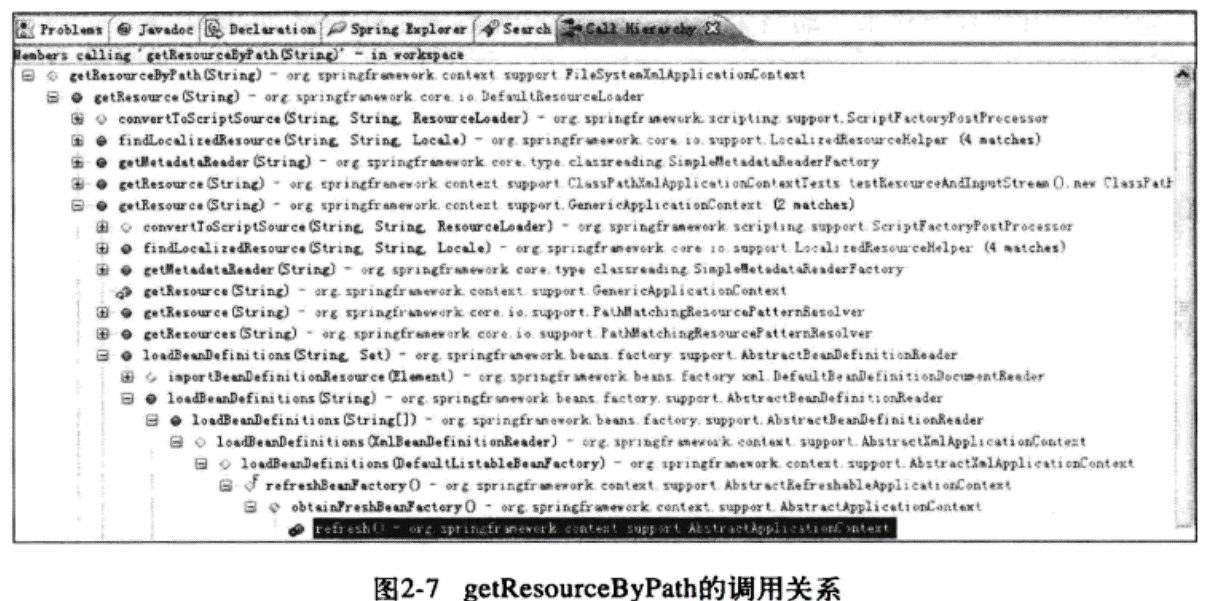 Problems @ Javadoc Declaration Spring Explorer Search Call Hierarchy
Members calling 'getResourceByPath(String)' - in workspace
getResourceByPath(String) - org.springframework.context.support.FileSystemXmlApplicationContext
getResource(String) - org.springframework.core.io.DefaultResourceLoader
convertToScriptSource(String, String, ResourceLoader) - org.springframework.scripting.support.ScriptFactoryPostProcessor
findLocalizedResource(String, String, Locale) - org.springframework.core.io.support.LocalizedResourceHelper (4 matches)
getMetadataReader(String) - org.springframework.core.type.classreading.SimpleMetadataReaderFactory
getResource(String) - org.springframework.context.support.ClassPathXmlApplicationContextTests.testResourceAndInputStream().new ClassPath
getResource(String) - org.springframework.context.support.GenericApplicationContext (2 matches)
convertToScriptSource(String, String, ResourceLoader) - org.springframework.scripting.support.ScriptFactoryPostProcessor
findLocalizedResource(String, String, Locale) - org.springframework.core.io.support.LocalizedResourceHelper (4 matches)
getMetadataReader(String) - org.springframework.core.type.classreading.SimpleMetadataReaderFactory
getResource(String) - org.springframework.context.support.GenericApplicationContext
getResource(String) - org.springframework.core.io.support.PathMatchingResourcePatternResolver
getResources(String) - org.springframework.core.io.support.PathMatchingResourcePatternResolver
loadBeanDefinitions(String, Set) - org.springframework.beans.factory.support.AbstractBeanDefinitionReader
importBeanDefinitionResource(Element) - org.springframework.beans.factory.xml.DefaultBeanDefinitionDocumentReader
loadBeanDefinitions(String) - org.springframework.beans.factory.support.AbstractBeanDefinitionReader
loadBeanDefinitions(String[]) - org.springframework.beans.factory.support.AbstractBeanDefinitionReader
loadBeanDefinitions(XmlBeanDefinitionReader) - org.springframework.context.support.AbstractXmlApplicationContext
loadBeanDefinitions(DefaultListableBeanFactory) - org.springframework.context.support.AbstractXmlApplicationContext
refreshBeanFactory() - org.springframework.context.support.AbstractRefreshableApplicationContext
obtainFreshBeanFactory() - org.springframework.context.support.AbstractApplicationContext
refresh() - org.springframework.context.support.AbstractApplicationContext
图2-7 getResourceByPath的调用关系